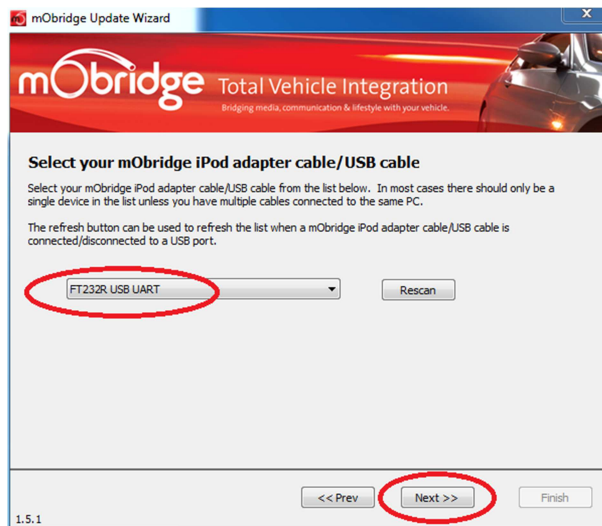 mObridge Update Wizard
x
mObridge Total Vehicle Integration
Bridging media, communication & lifestyle with your vehicle.
Select your mObridge iPod adapter cable/USB cable
Select your mObridge iPod adapter cable/USB cable from the list below. In most cases there should only be a
single device in the list unless you have multiple cables connected to the same PC.
The refresh button can be used to refresh the list when a mObridge iPod adapter cable/USB cable is
connected/disconnected to a USB port.
FT232R USB UART
Rescan
<< Prev
Next >>
Finish
1.5.1